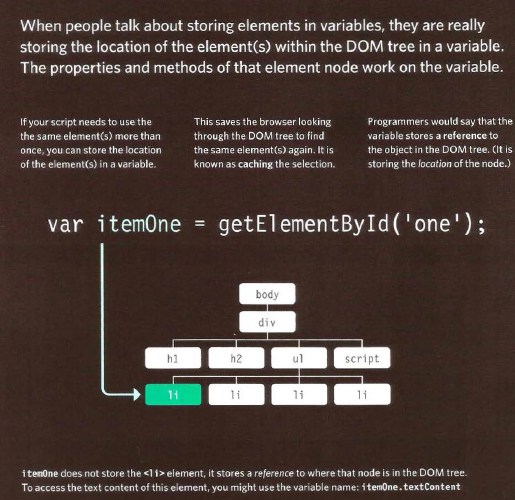 When people talk about storing elements in variables, they are really
storing the location of the element(s) within the DOM tree in a variable.
The properties and methods of that element node work on the variable.
If your script needs to use the
the same element(s) more than
once, you can store the location
of the element(s) in a variable.
This saves the browser looking
through the DOM tree to find
the same element(s) again. It is
known as caching the selection.
Programmers would say that the
variable stores a reference to
the object in the DOM tree. (It is
storing the location of the node.)
var itemOne = getElementById('one');
body
div
h1 h2 ul script
li li li li
itemOne does not store the <li> element, it stores a reference to where that node is in the DOM tree.
To access the text content of this element, you might use the variable name: itemOne.textContent